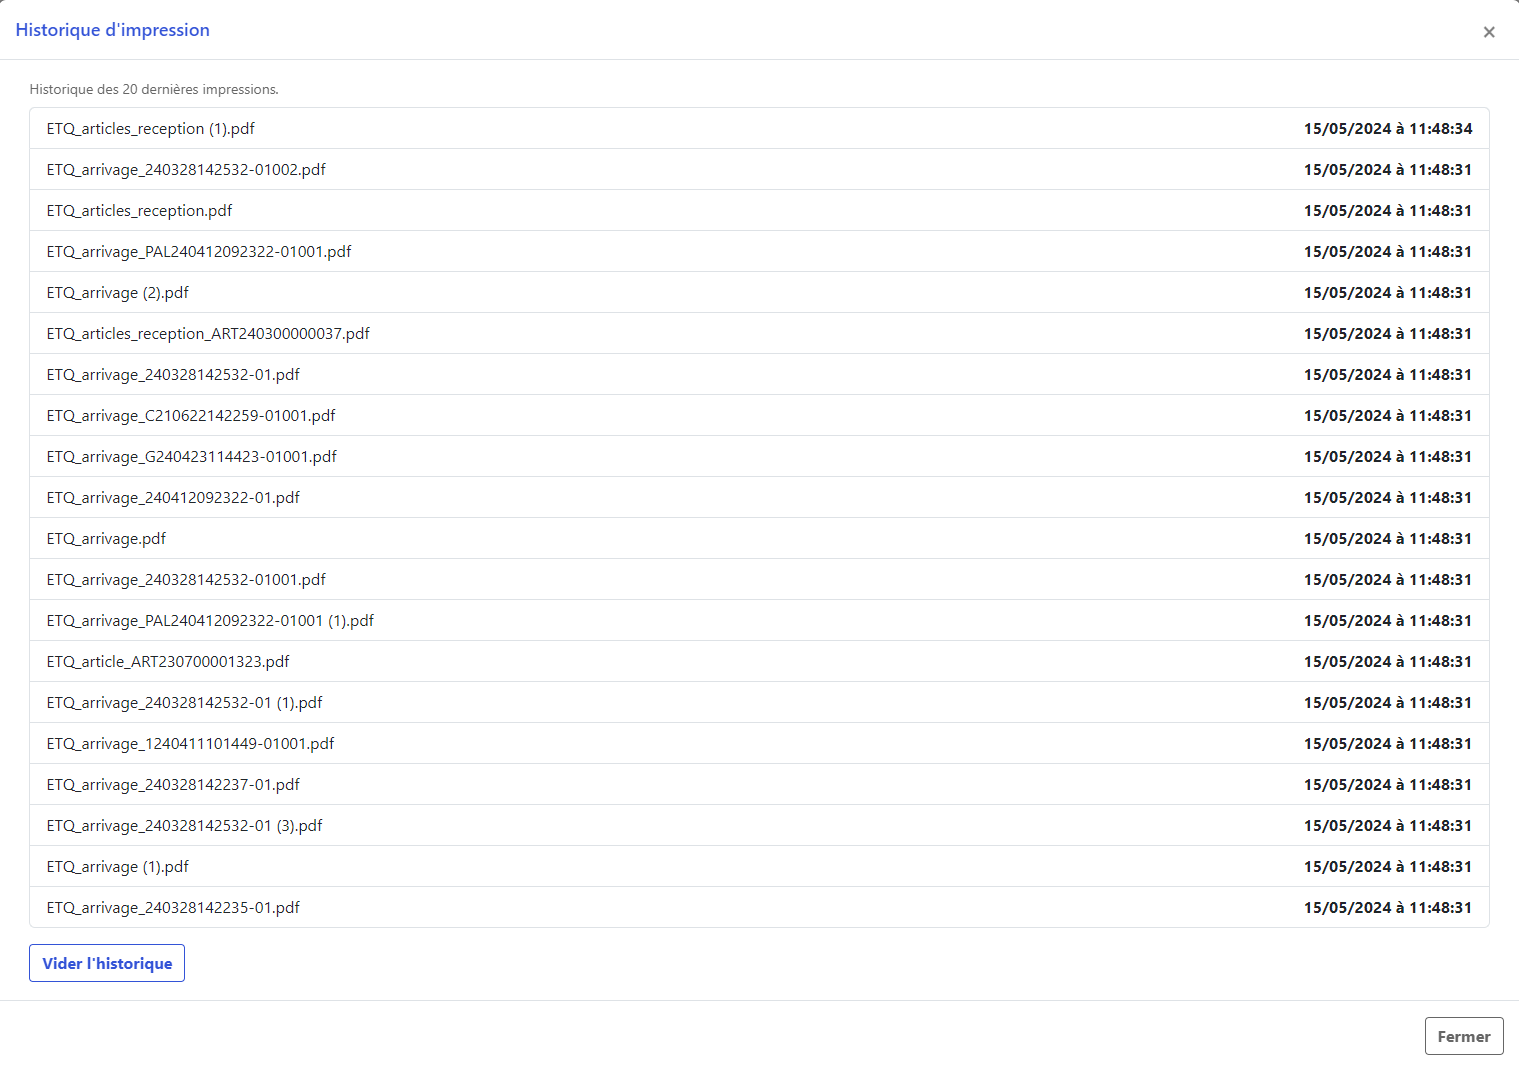 Historique d'impression
×
Historique des 20 dernières impressions.
ETQ_articles_reception (1).pdf 15/05/2024 à 11:48:34
ETQ_arrivage_240328142532-01002.pdf 15/05/2024 à 11:48:31
ETQ_articles_reception.pdf 15/05/2024 à 11:48:31
ETQ_arrivage_PAL240412092322-01001.pdf 15/05/2024 à 11:48:31
ETQ_arrivage (2).pdf 15/05/2024 à 11:48:31
ETQ_articles_reception_ART240300000037.pdf 15/05/2024 à 11:48:31
ETQ_arrivage_240328142532-01.pdf 15/05/2024 à 11:48:31
ETQ_arrivage_C210622142259-01001.pdf 15/05/2024 à 11:48:31
ETQ_arrivage_G240423114423-01001.pdf 15/05/2024 à 11:48:31
ETQ_arrivage_240412092322-01.pdf 15/05/2024 à 11:48:31
ETQ_arrivage.pdf 15/05/2024 à 11:48:31
ETQ_arrivage_240328142532-01001.pdf 15/05/2024 à 11:48:31
ETQ_arrivage_PAL240412092322-01001 (1).pdf 15/05/2024 à 11:48:31
ETQ_article_ART230700001323.pdf 15/05/2024 à 11:48:31
ETQ_arrivage_240328142532-01 (1).pdf 15/05/2024 à 11:48:31
ETQ_arrivage_1240411101449-01001.pdf 15/05/2024 à 11:48:31
ETQ_arrivage_240328142237-01.pdf 15/05/2024 à 11:48:31
ETQ_arrivage_240328142532-01 (3).pdf 15/05/2024 à 11:48:31
ETQ_arrivage (1).pdf 15/05/2024 à 11:48:31
ETQ_arrivage_240328142235-01.pdf 15/05/2024 à 11:48:31
Vider l'historique
Fermer